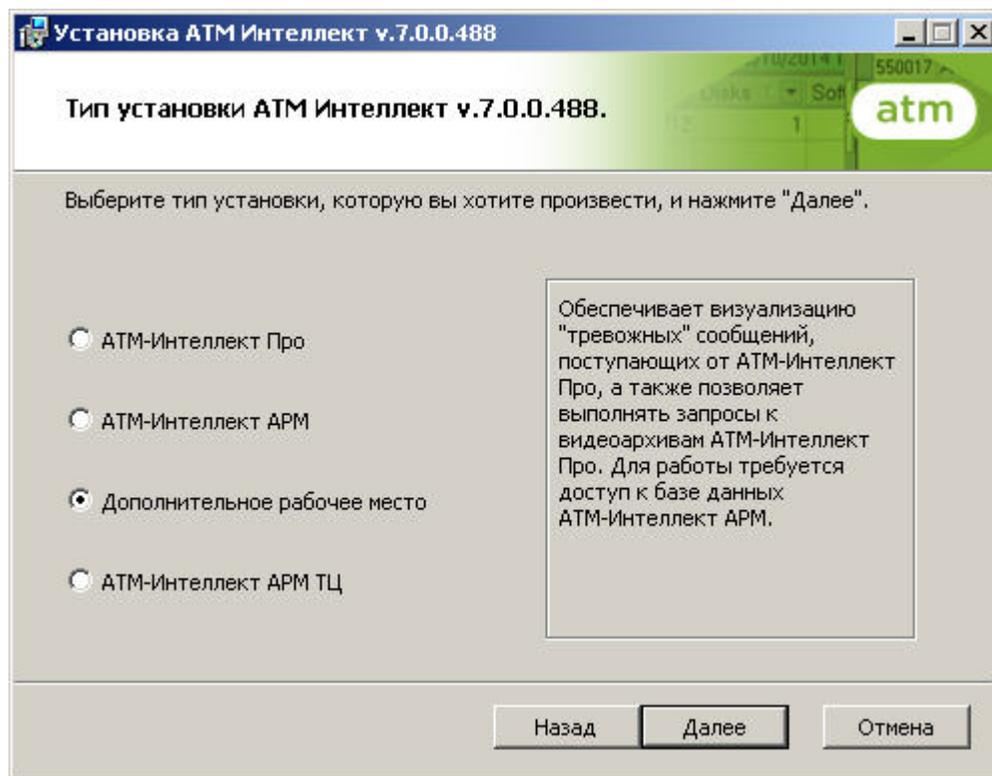 Установка АТМ Интеллект v.7.0.0.488
Тип установки АТМ Интеллект v.7.0.0.488.
550017
1
atm
Выберите тип установки, которую вы хотите произвести, и нажмите "Далее".
АТМ-Интеллект Про
АТМ-Интеллект АРМ
Дополнительное рабочее место
АТМ-Интеллект АРМ ТЦ
Обеспечивает визуализацию
"тревожных" сообщений,
поступающих от АТМ-Интеллект
Про, а также позволяет
выполнять запросы к
видеоархивам АТМ-Интеллект
Про. Для работы требуется
доступ к базе данных
АТМ-Интеллект АРМ.
Назад
Далее
Отмена